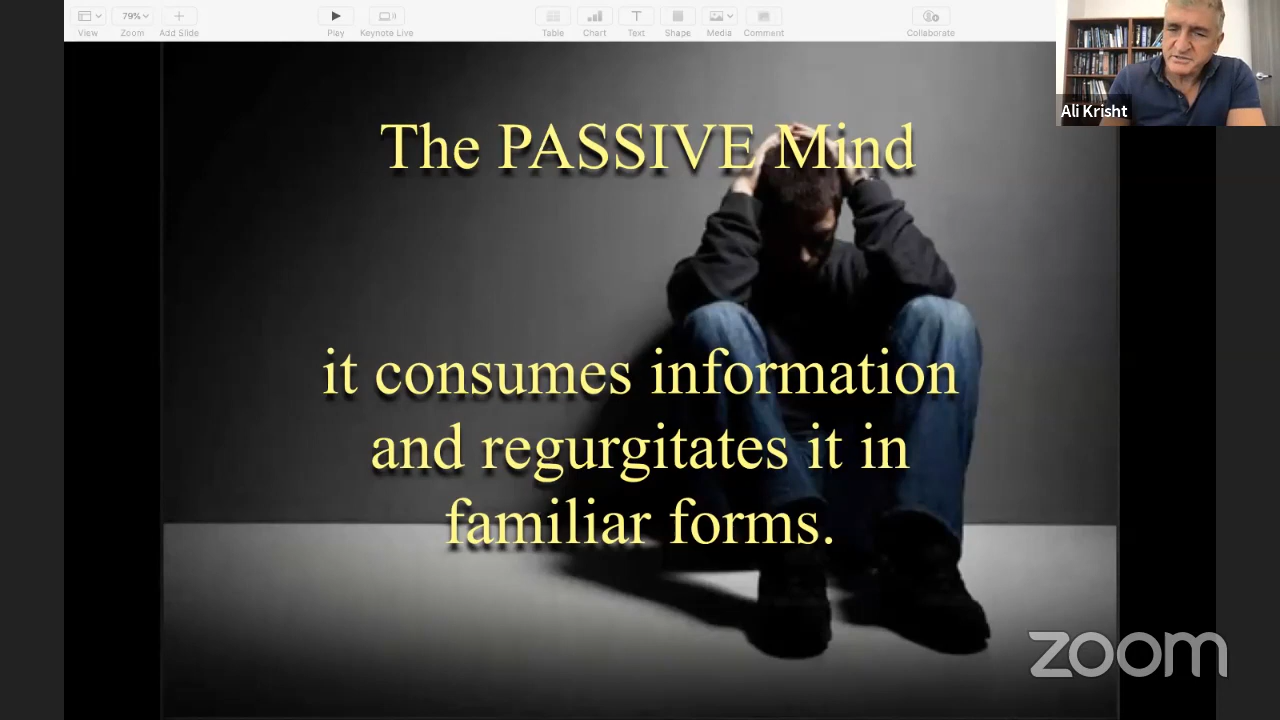 79%
View
Zoom
Add Slide
Play
Keynote Live
Table
Chart
Text
Shape
Media
Comment
Collaborate
Ali Krisht
The PASSIVE Mind
it consumes information
and regurgitates it in
familiar forms.
zoom